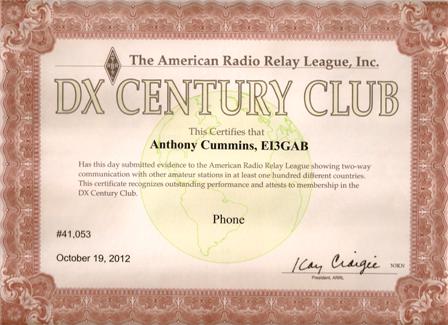 The American Radio Relay League, Inc.
DX CENTURY CLUB
This Certifies that
Anthony Cummins, EI3GAB
Has this day submitted evidence to the American Radio Relay League showing two-way
communication with other amateur stations in at least one hundred different countries.
This certificate recognizes outstanding performance and attests to membership in the
DX Century Club.
Phone
#41,053
October 19, 2012
Kay Craigie N3KN
President, ARRL